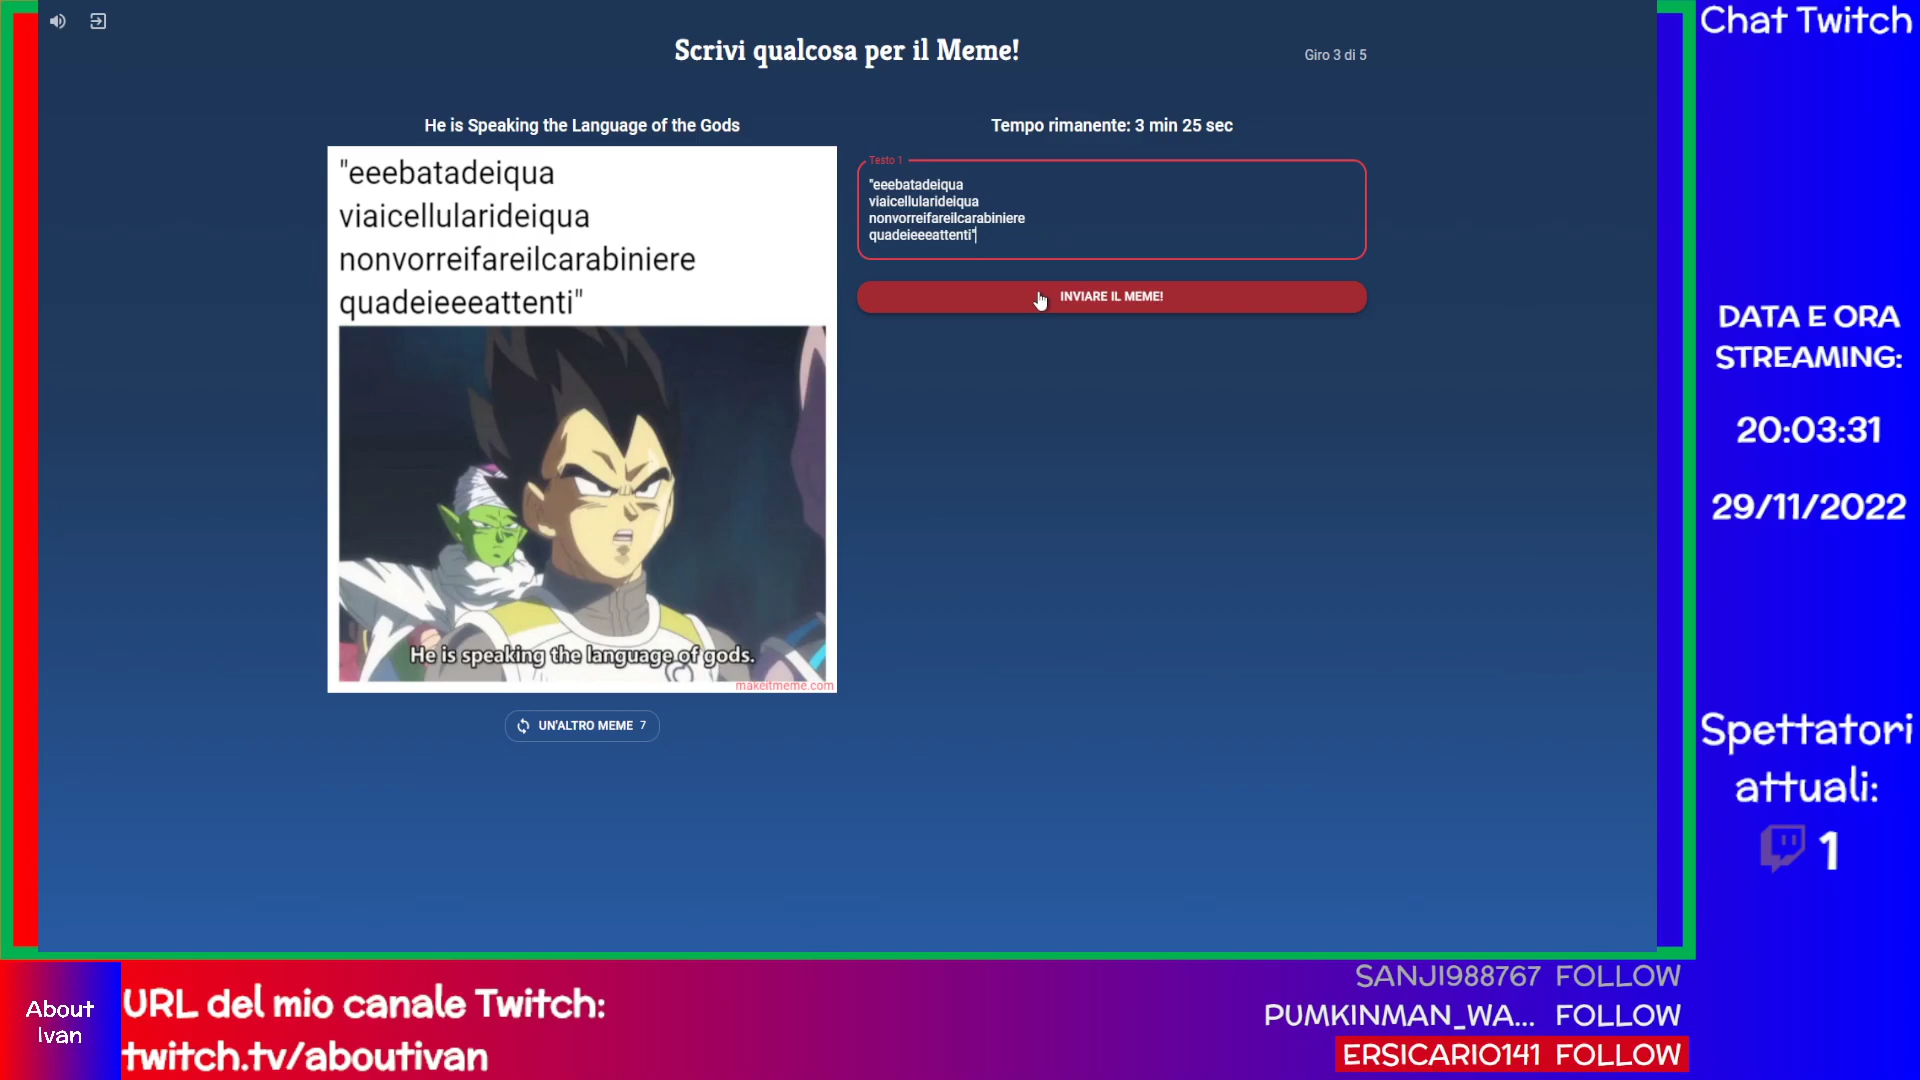 Scrivi qualcosa per il Meme!
Giro 3 di 5
He is Speaking the Language of the Gods
"eeebatadeiqua
viaicellularideiqua
nonvorreifareilcarabiniere
quadeieeeattenti"
He is speaking the language of gods.
makeitmeme.com
UN'ALTRO MEME 7
Tempo rimanente: 3 min 25 sec
Testo 1
"eeebatadeiqua
viaicellularideiqua
nonvorreifareilcarabiniere
quadeieeeattenti"
INVIARE IL MEME!
Chat Twitch
DATA E ORA
STREAMING:
20:03:31
29/11/2022
Spettatori
attuali:
1
About
Ivan
URL del mio canale Twitch:
twitch.tv/aboutivan
SANJI988767 FOLLOW
PUMKINMAN_WA... FOLLOW
ERSICARIO141 FOLLOW